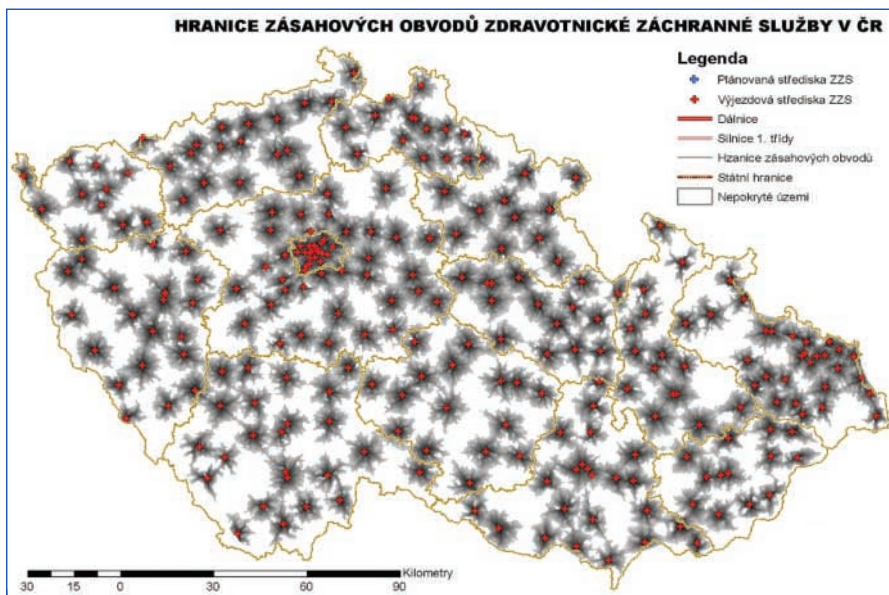 HRANICE ZÁSAHOVÝCH OBVODŮ ZDRAVOTNICKÉ ZÁCHRANNÉ SLUŽBY V ČR
Legenda
Plánovaná střediska ZZS
Výjezdová střediska ZZS
Dálnice
Silnice 1. třídy
Hzanice zásahových obvodů
Státní hranice
Nepokryté území
Kilometry
30 15 0 30 60 90